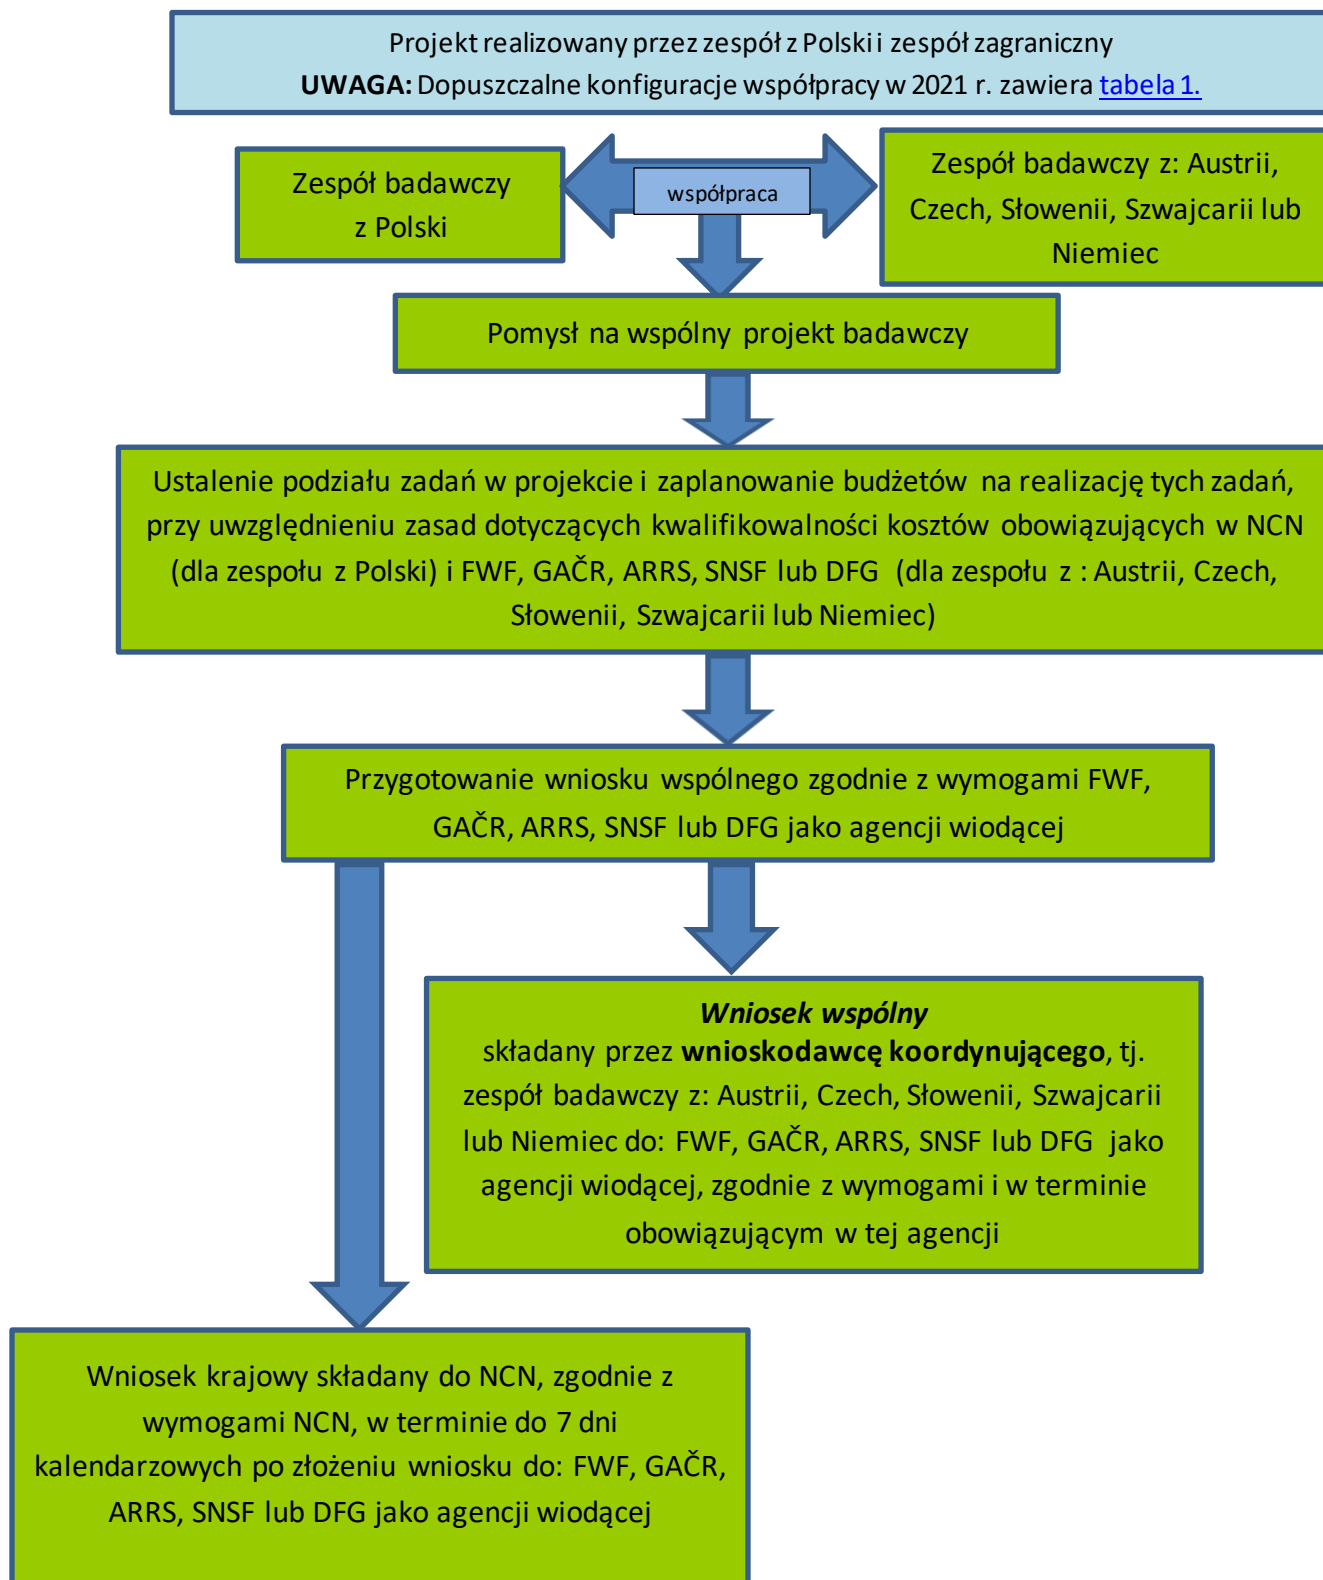 Projekt realizowany przez zespół z Polski i zespół zagraniczny
UWAGA: Dopuszczalne konfiguracje współpracy w 2021 r. zawiera tabela 1.
Zespół badawczy
z Polski
współpraca
Zespół badawczy z: Austrii,
Czech, Słowenii, Szwajcarii lub
Niemiec
Pomysł na wspólny projekt badawczy
Ustalenie podziału zadań w projekcie i zaplanowanie budżetów na realizację tych zadań,
przy uwzględnieniu zasad dotyczących kwalifikowalności kosztów obowiązujących w NCN
(dla zespołu z Polski) i FWF, GAČR, ARRS, SNSF lub DFG (dla zespołu z : Austrii, Czech,
Słowenii, Szwajcarii lub Niemiec)
Przygotowanie wniosku wspólnego zgodnie z wymogami FWF,
GAČR, ARRS, SNSF lub DFG jako agencji wiodącej
Wniosek wspólny
składany przez wnioskodawcę koordynującego, tj.
zespół badawczy z: Austrii, Czech, Słowenii, Szwajcarii
lub Niemiec do: FWF, GAČR, ARRS, SNSF lub DFG jako
agencji wiodącej, zgodnie z wymogami i w terminie
obowiązującym w tej agencji
Wniosek krajowy składany do NCN, zgodnie z
wymogami NCN, w terminie do 7 dni
kalendarzowych po złożeniu wniosku do: FWF, GAČR,
ARRS, SNSF lub DFG jako agencji wiodącej